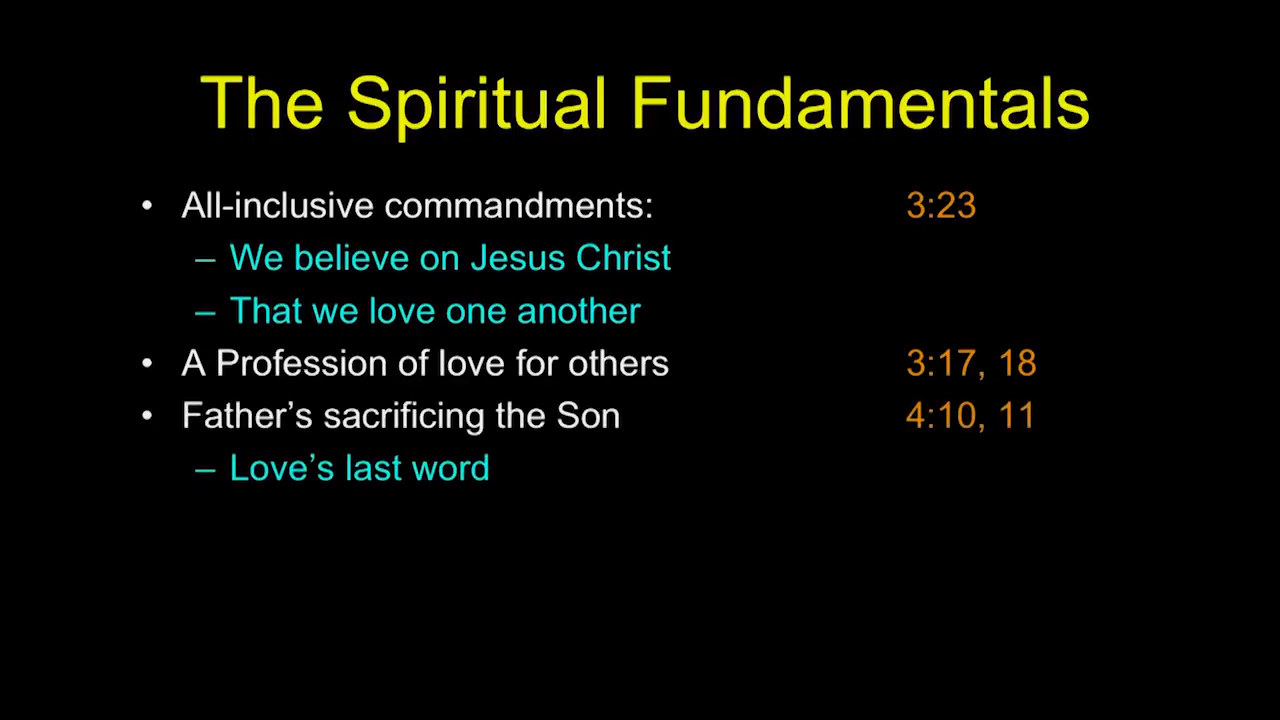 The Spiritual Fundamentals
• All-inclusive commandments: 3:23
– We believe on Jesus Christ
– That we love one another
• A Profession of love for others 3:17, 18
• Father’s sacrificing the Son 4:10, 11
– Love’s last word